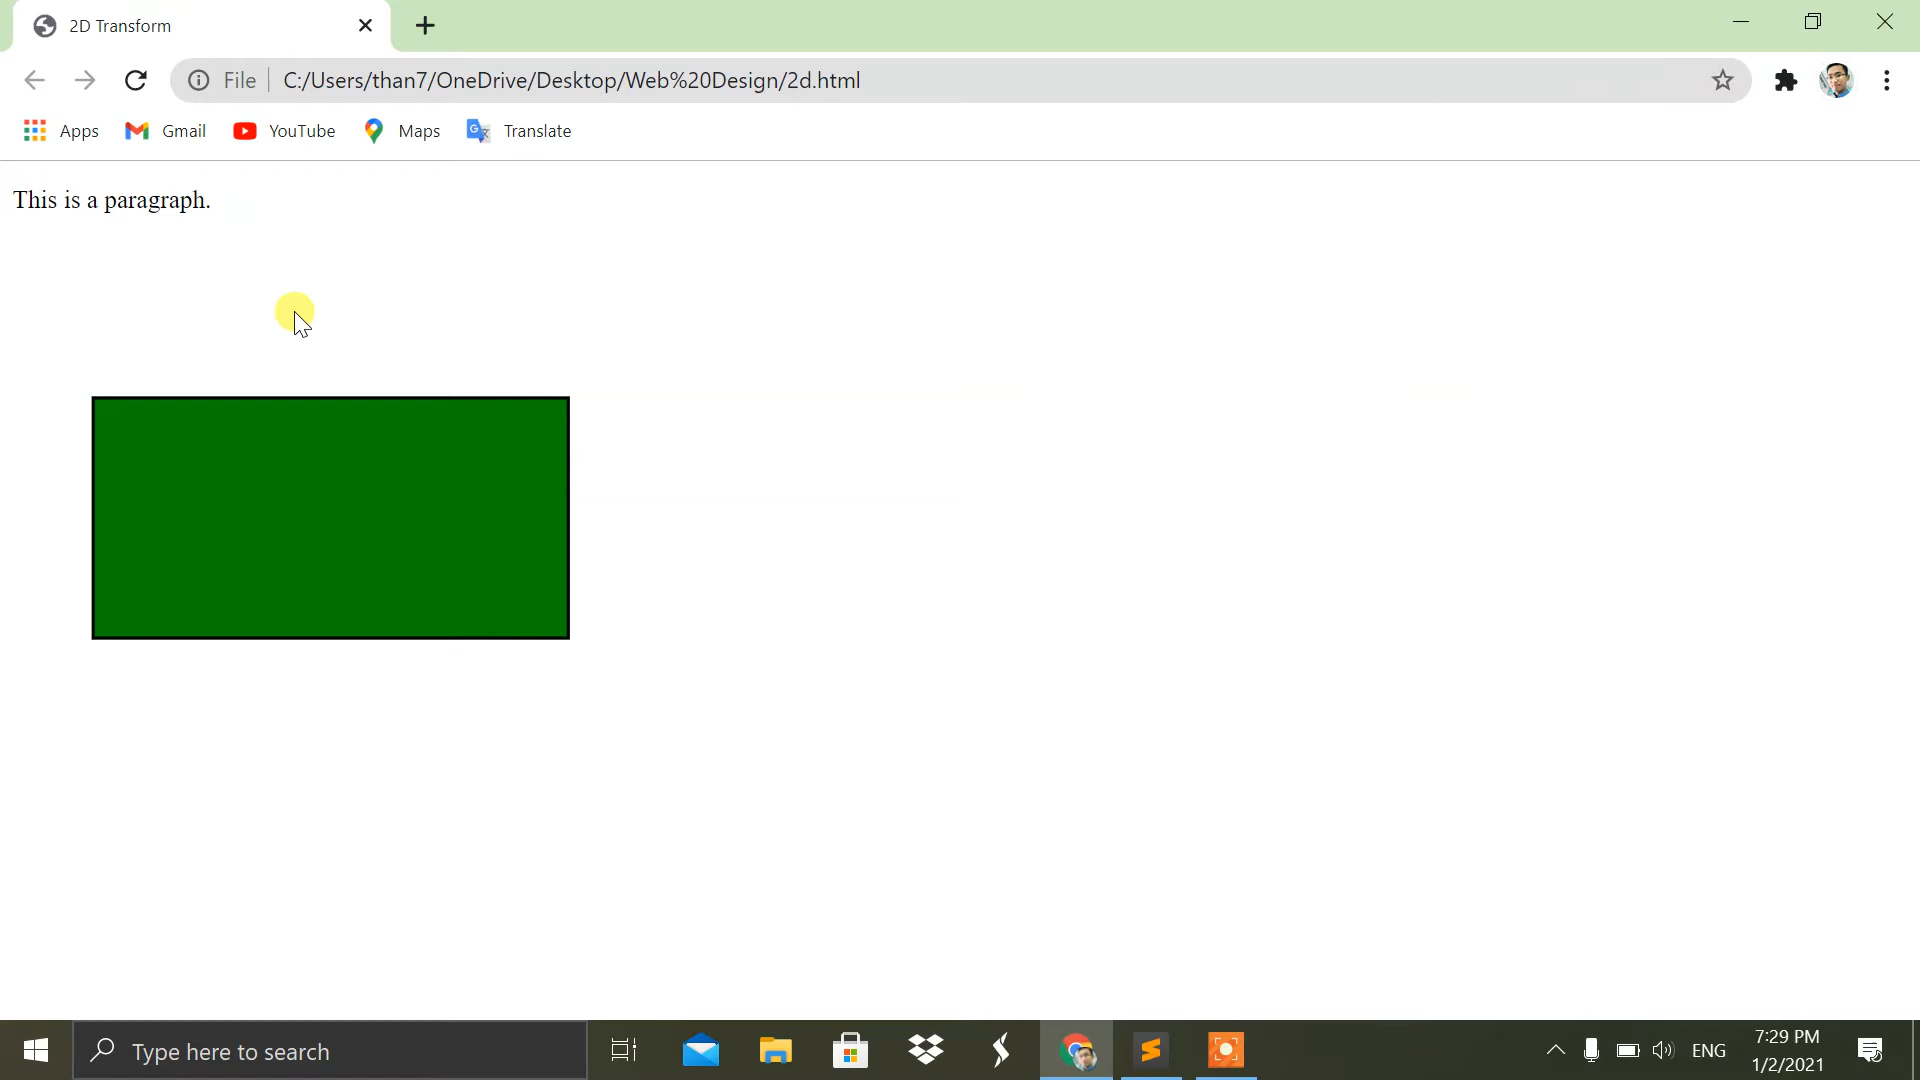 2D Transform
File
C:/Users/than7/OneDrive/Desktop/Web%20Design/2d.html
Apps
Gmail
YouTube
Maps
Translate
This is a paragraph.
Type here to search
ENG
7:29 PM
1/2/2021